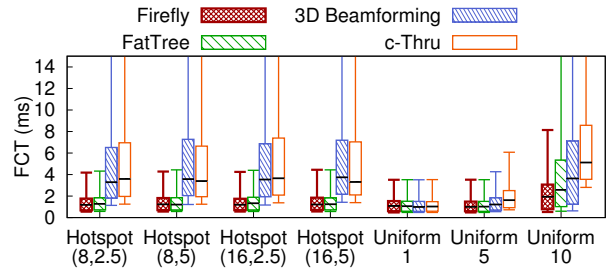 Firefly
FatTree
3D Beamforming
c-Thru
FCT (ms)
14
12
10
8
6
4
2
0
Hotspot
(8,2.5)
Hotspot
(8,5)
Hotspot
(16,2.5)
Hotspot
(16,5)
Uniform
1
Uniform
5
Uniform
10